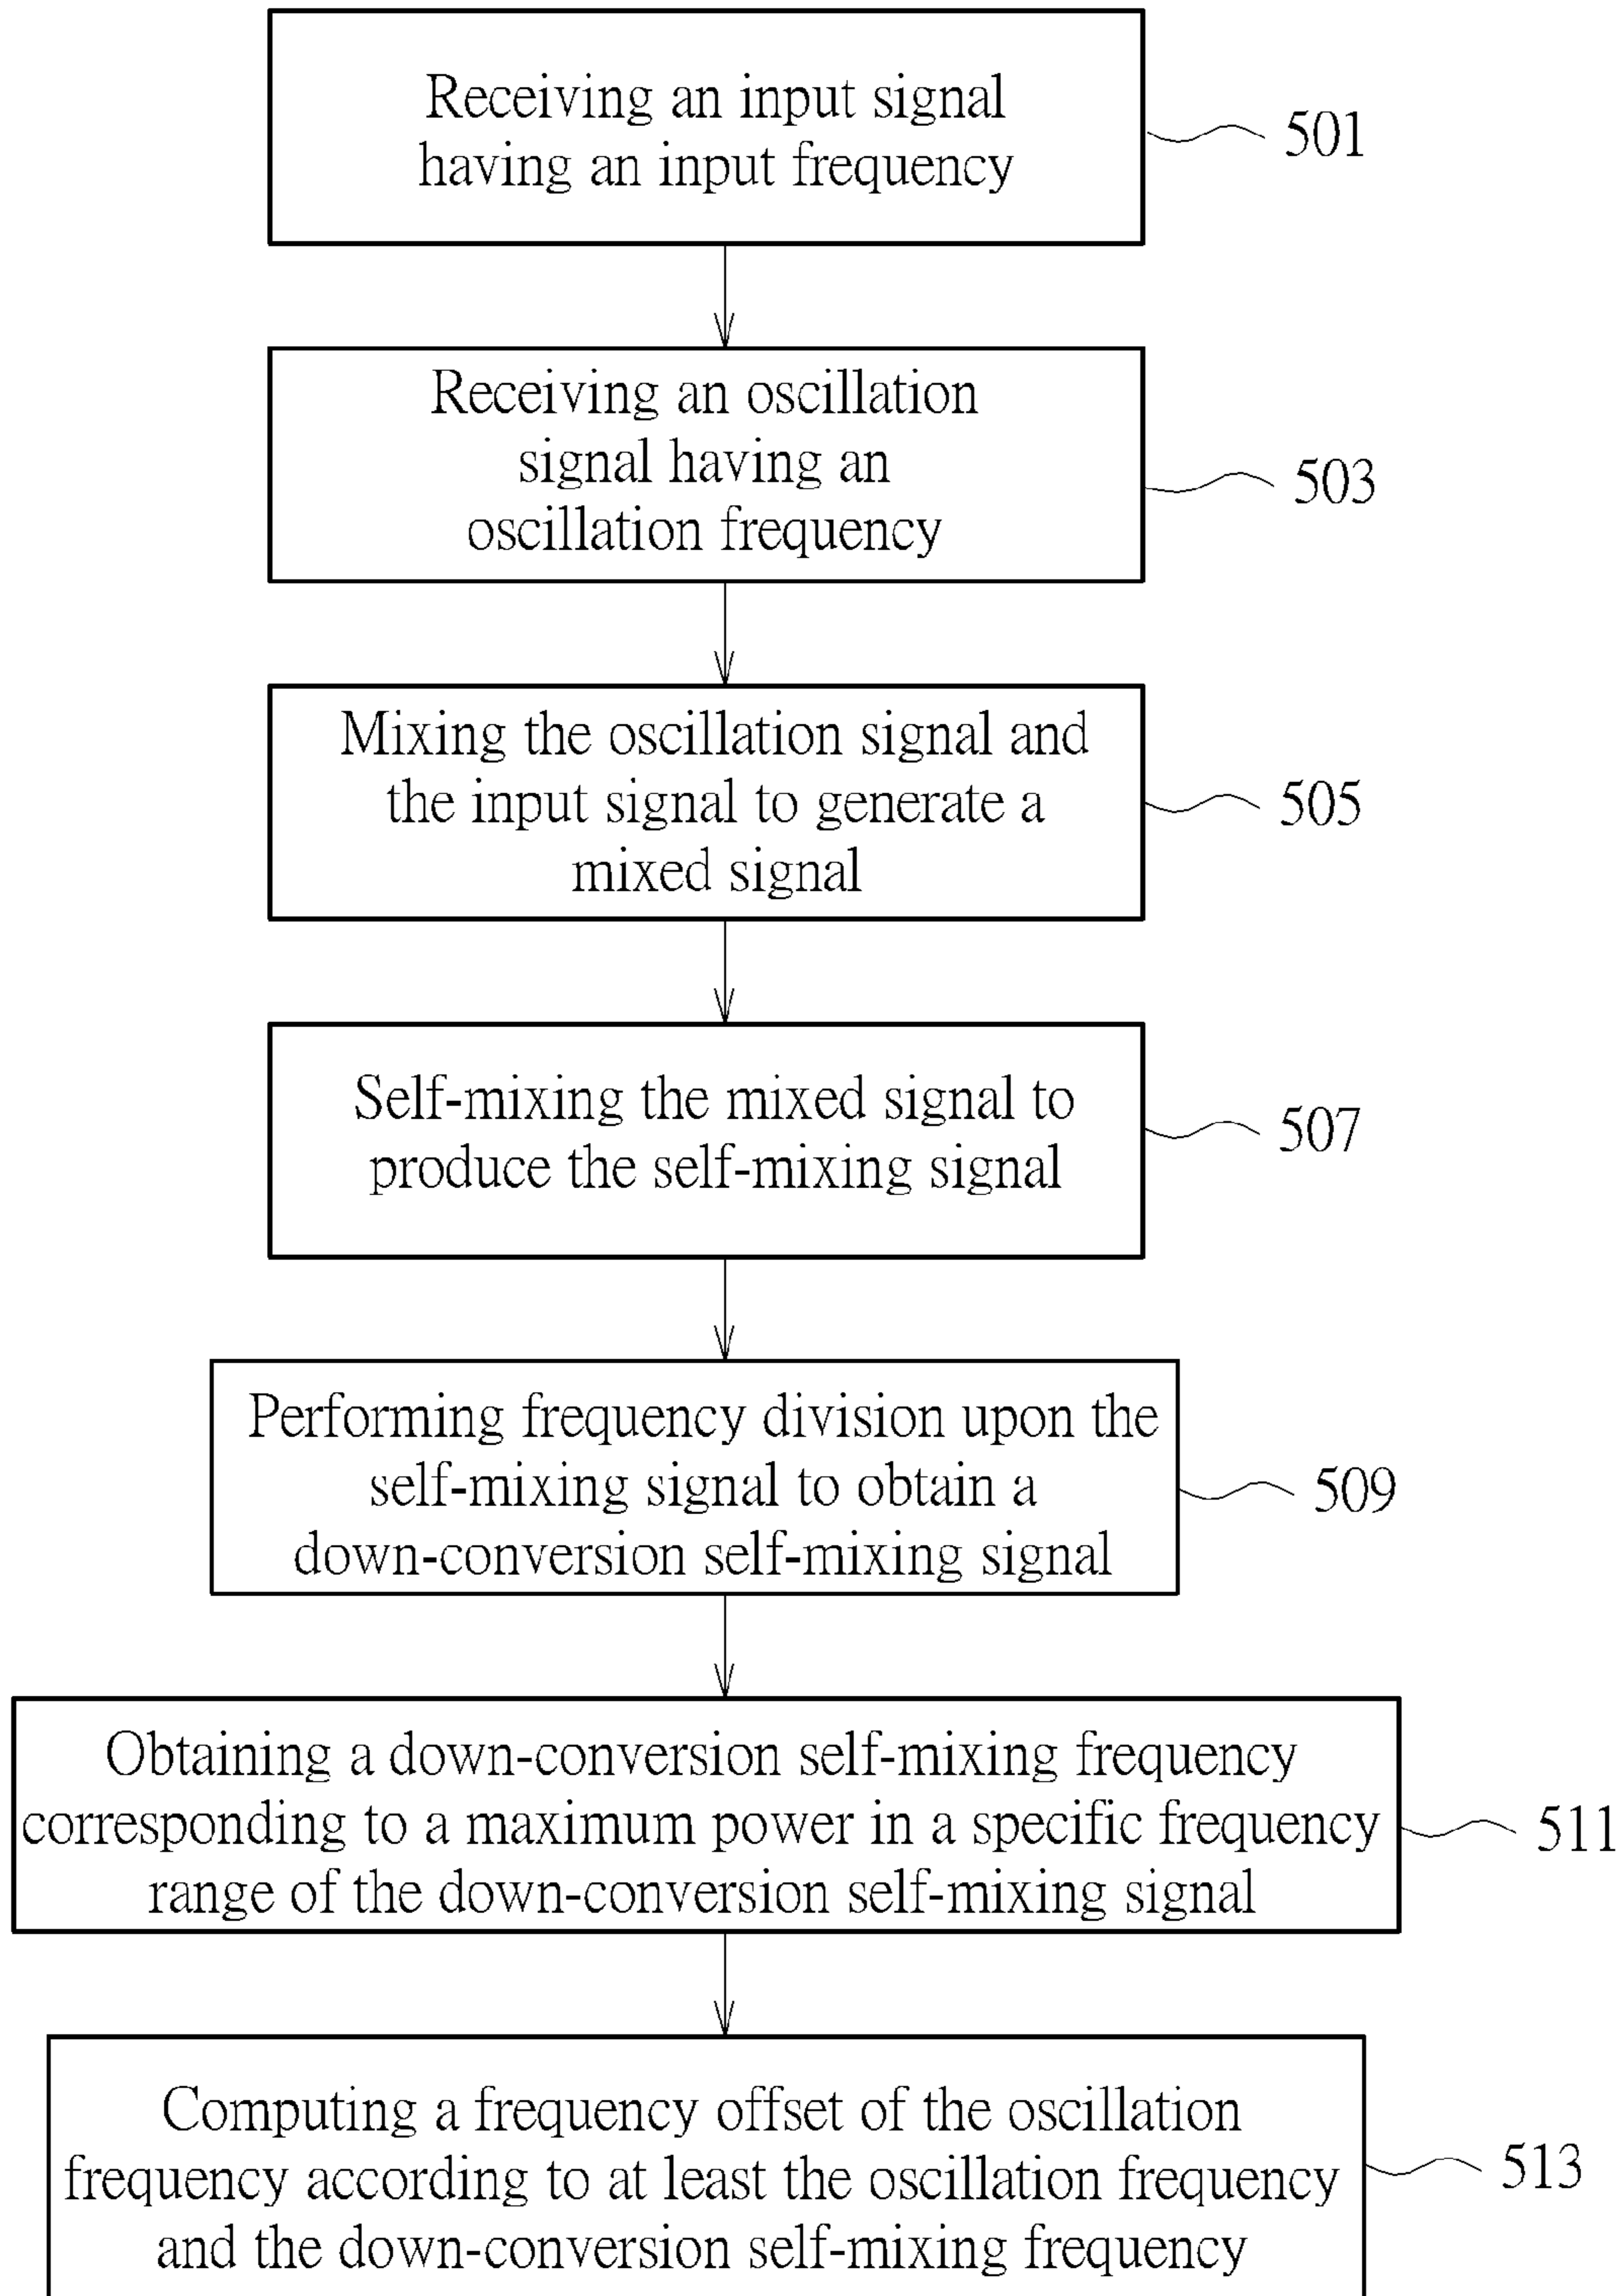 Receiving an input signal
having an input frequency
501
Receiving an oscillation
signal having an
oscillation frequency
503
Mixing the oscillation signal and
the input signal to generate a
mixed signal
505
Self-mixing the mixed signal to
produce the self-mixing signal
507
Performing frequency division upon the
self-mixing signal to obtain a
down-conversion self-mixing signal
509
Obtaining a down-conversion self-mixing frequency
corresponding to a maximum power in a specific frequency
range of the down-conversion self-mixing signal
511
Computing a frequency offset of the oscillation
frequency according to at least the oscillation frequency
and the down-conversion self-mixing frequency
513